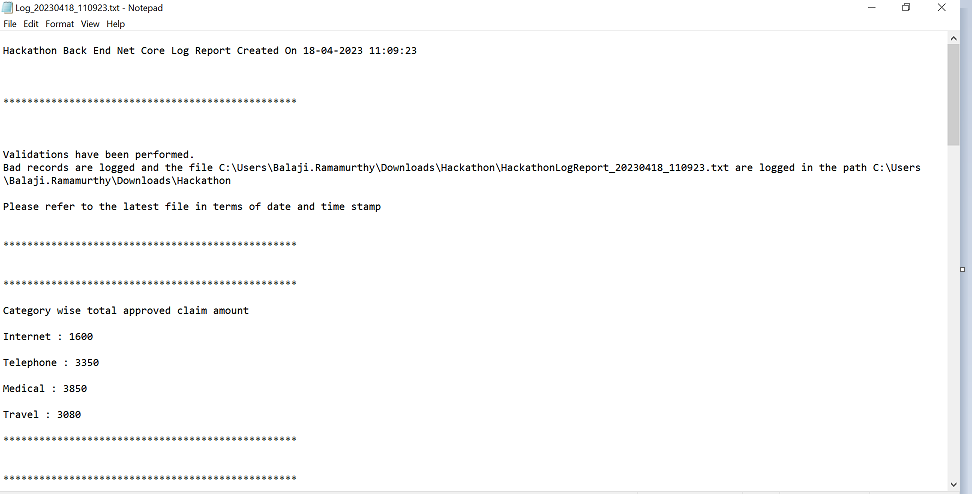 Log_20230418_110923.txt - Notepad
File Edit Format View Help
Hackathon Back End Net Core Log Report Created On 18-04-2023 11:09:23
*************************************************
Validations have been performed.
Bad records are logged and the file C:\Users\Balaji.Ramamurthy\Downloads\Hackathon\HackathonLogReport_20230418_110923.txt are logged in the path C:\Users
\Balaji.Ramamurthy\Downloads\Hackathon
Please refer to the latest file in terms of date and time stamp
*************************************************
*************************************************
Category wise total approved claim amount
Internet : 1600
Telephone : 3350
Medical : 3850
Travel : 3080
*************************************************
*************************************************